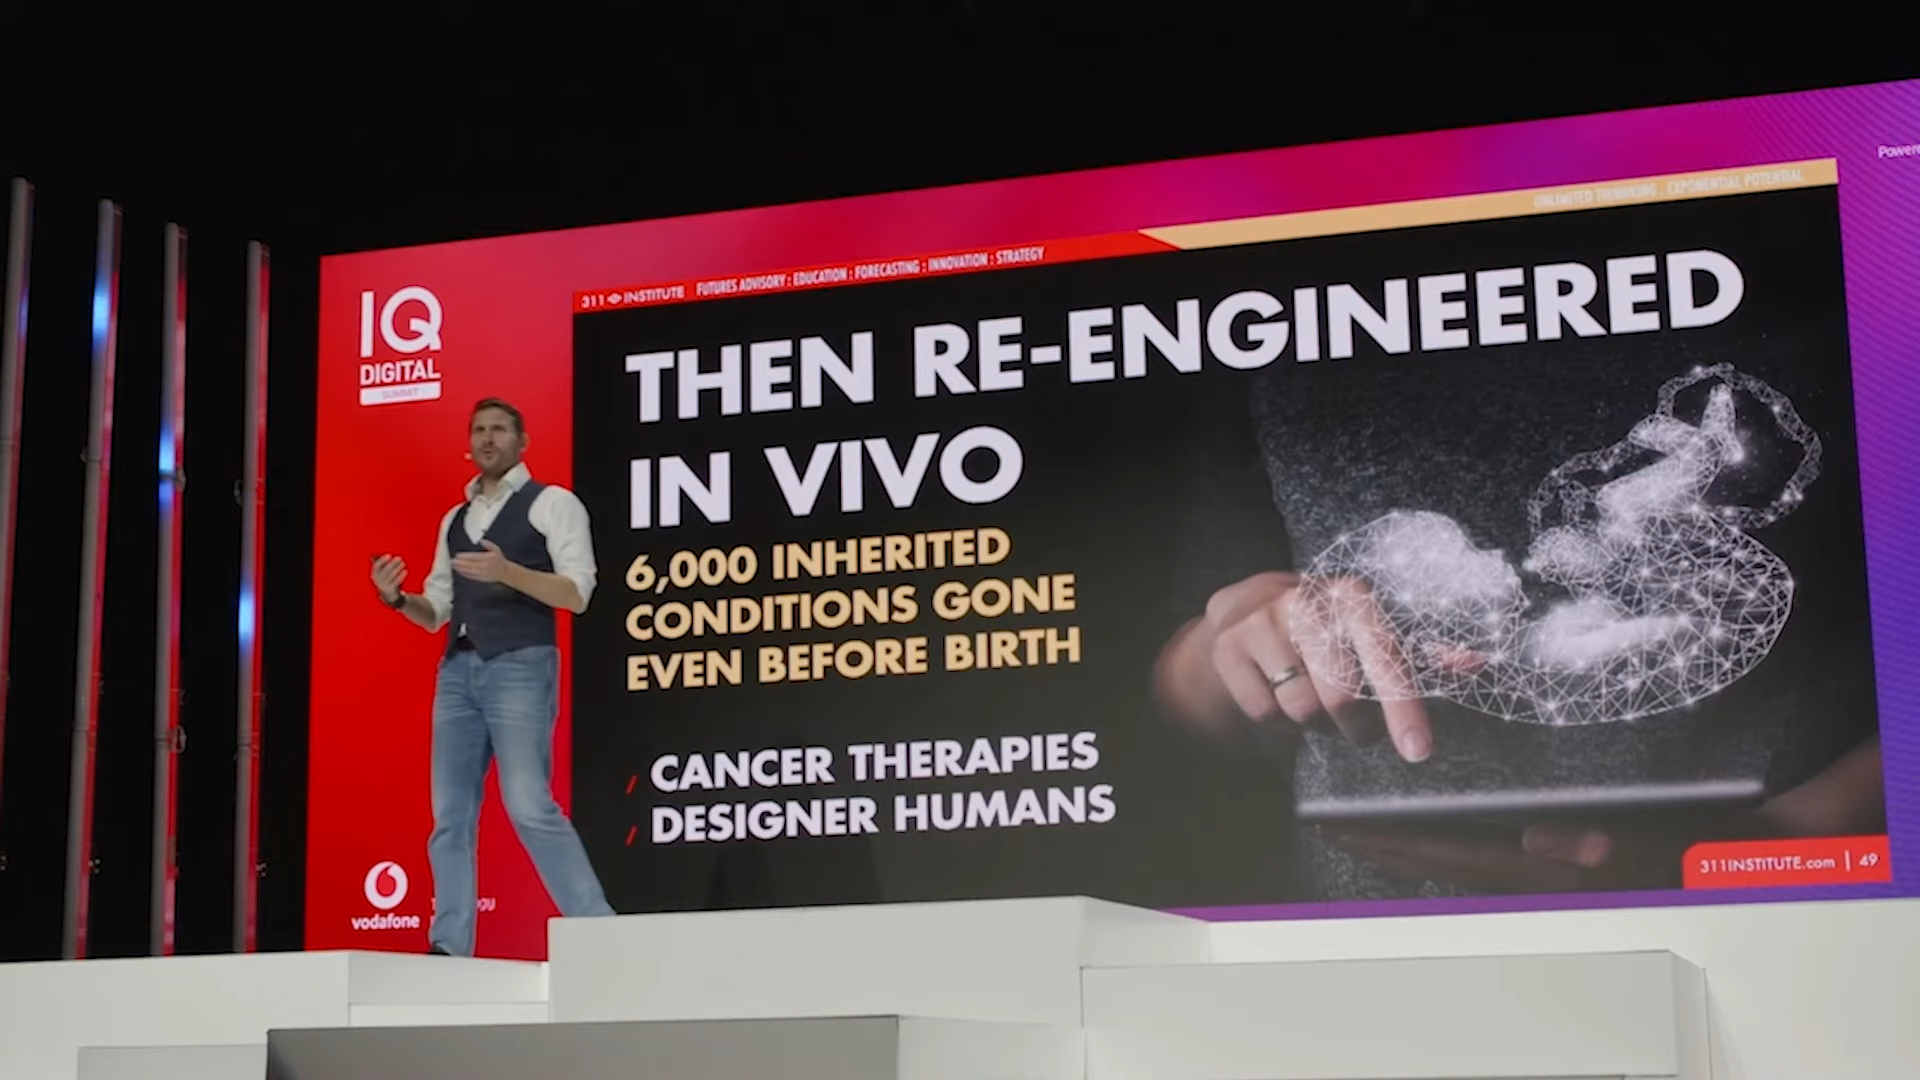 Powere
UNLIMITED THINKING . EXPONENTIAL POTENTIAL
311 INSTITUTE FUTURES ADVISORY : EDUCATION : FORECASTING : INNOVATION : STRATEGY
IQ
DIGITAL
SUMMIT
THEN RE-ENGINEERED
IN VIVO
6,000 INHERITED
CONDITIONS GONE
EVEN BEFORE BIRTH
/ CANCER THERAPIES
/ DESIGNER HUMANS
311INSTITUTE.com | 49
vodafone